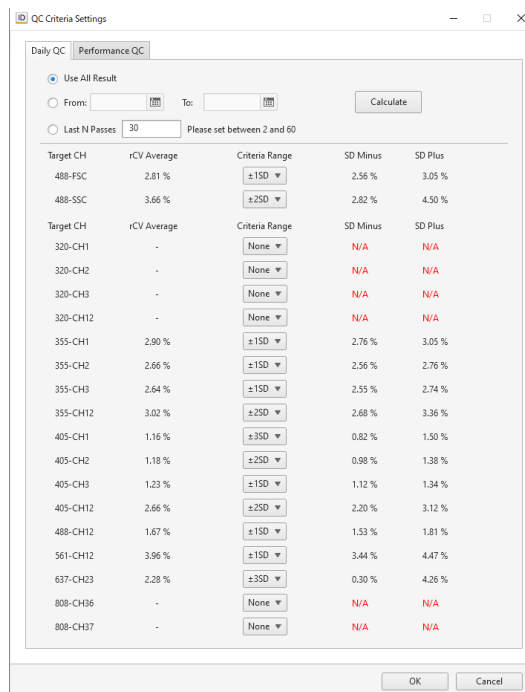 ID QC Criteria Settings
Daily QC Performance QC
Use All Result
From: To: Calculate
Last N Passes 30 Please set between 2 and 60
Target CH rCV Average Criteria Range SD Minus SD Plus
488-FSC 2.81 % ±1SD 2.56 % 3.05 %
488-SSC 3.66 % ±2SD 2.82 % 4.50 %
Target CH rCV Average Criteria Range SD Minus SD Plus
320-CH1 - None N/A N/A
320-CH2 - None N/A N/A
320-CH3 - None N/A N/A
320-CH12 - None N/A N/A
355-CH1 2.90 % ±1SD 2.76 % 3.05 %
355-CH2 2.66 % ±1SD 2.56 % 2.76 %
355-CH3 2.64 % ±1SD 2.55 % 2.74 %
355-CH12 3.02 % ±2SD 2.68 % 3.36 %
405-CH1 1.16 % ±3SD 0.82 % 1.50 %
405-CH2 1.18 % ±2SD 0.98 % 1.38 %
405-CH3 1.23 % ±1SD 1.12 % 1.34 %
405-CH12 2.66 % ±2SD 2.20 % 3.12 %
488-CH12 1.67 % ±1SD 1.53 % 1.81 %
561-CH12 3.96 % ±1SD 3.44 % 4.47 %
637-CH23 2.28 % ±3SD 0.30 % 4.26 %
808-CH36 - None N/A N/A
808-CH37 - None N/A N/A
OK Cancel